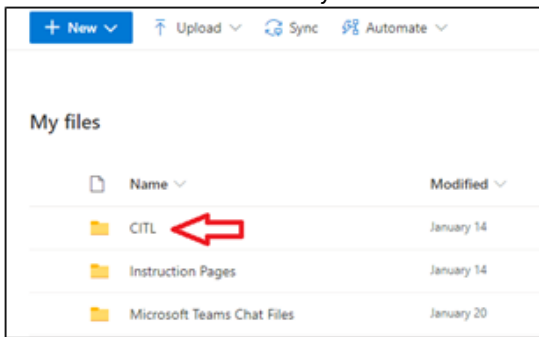 + New Upload Sync Automate
My files
Name Modified
CITL January 14
Instruction Pages January 14
Microsoft Teams Chat Files January 20